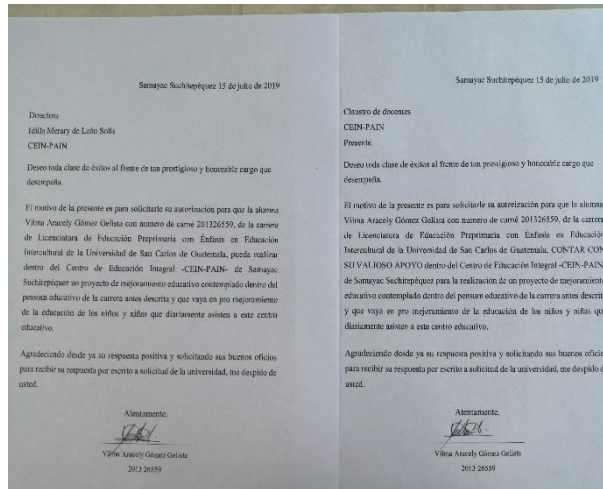 Samayac Suchitepéquez 15 de julio de 2019
Directora
Idilia Merary de León Solís
CEIN-PAIN
Deseo toda clase de éxitos al frente de tan prestigioso y honorable cargo que
desempeña.
El motivo de la presente es para solicitarle su autorización para que la alumna
Vilma Aracely Gómez Gelista con numero de carné 201326559, de la carrera
de Licenciatura de Educación Preprimaria con Énfasis en Educación
Intercultural de la Universidad de San Carlos de Guatemala, pueda realizar
dentro del Centro de Educación Integral -CEIN-PAIN- de Samayac
Suchitepéquez un proyecto de mejoramiento educativo contemplado dentro del
pensum educativo de la carrera antes descrita y que vaya en pro mejoramiento
de la educación de los niños y niñas que diariamente asisten a este centro
educativo.
Agradeciendo desde ya su respuesta positiva y solicitando sus buenos oficios
para recibir su respuesta por escrito a solicitud de la universidad, me despido de
usted.
Atentamente.
Vilma Aracely Gómez Gelista
2013 26559
Samayac Suchitepéquez 15 de julio de 2019
Claustro de docentes
CEIN-PAIN
Presente.
Deseo toda clase de éxitos al frente de tan prestigioso y honorable cargo que
desempeña.
El motivo de la presente es para solicitarle su autorización para que la alumna
Vilma Aracely Gómez Gelista con numero de carné 201326559, de la carrera
de Licenciatura de Educación Preprimaria con Énfasis en Educación
Intercultural de la Universidad de San Carlos de Guatemala, CONTAR CON
SU VALIOSO APOYO dentro del Centro de Educación Integral -CEIN-PAIN
de Samayac Suchitepéquez para la realización de un proyecto de mejoramiento
educativo contemplado dentro del pensum educativo de la carrera antes descrita
y que vaya en pro mejoramiento de la educación de los niños y niñas que
diariamente asisten a este centro educativo.
Agradeciendo desde ya su respuesta positiva y solicitando sus buenos oficios
para recibir su respuesta por escrito a solicitud de la universidad, me despido de
usted.
Atentamente.
Vilma Aracely Gómez Gelista
2013 26559